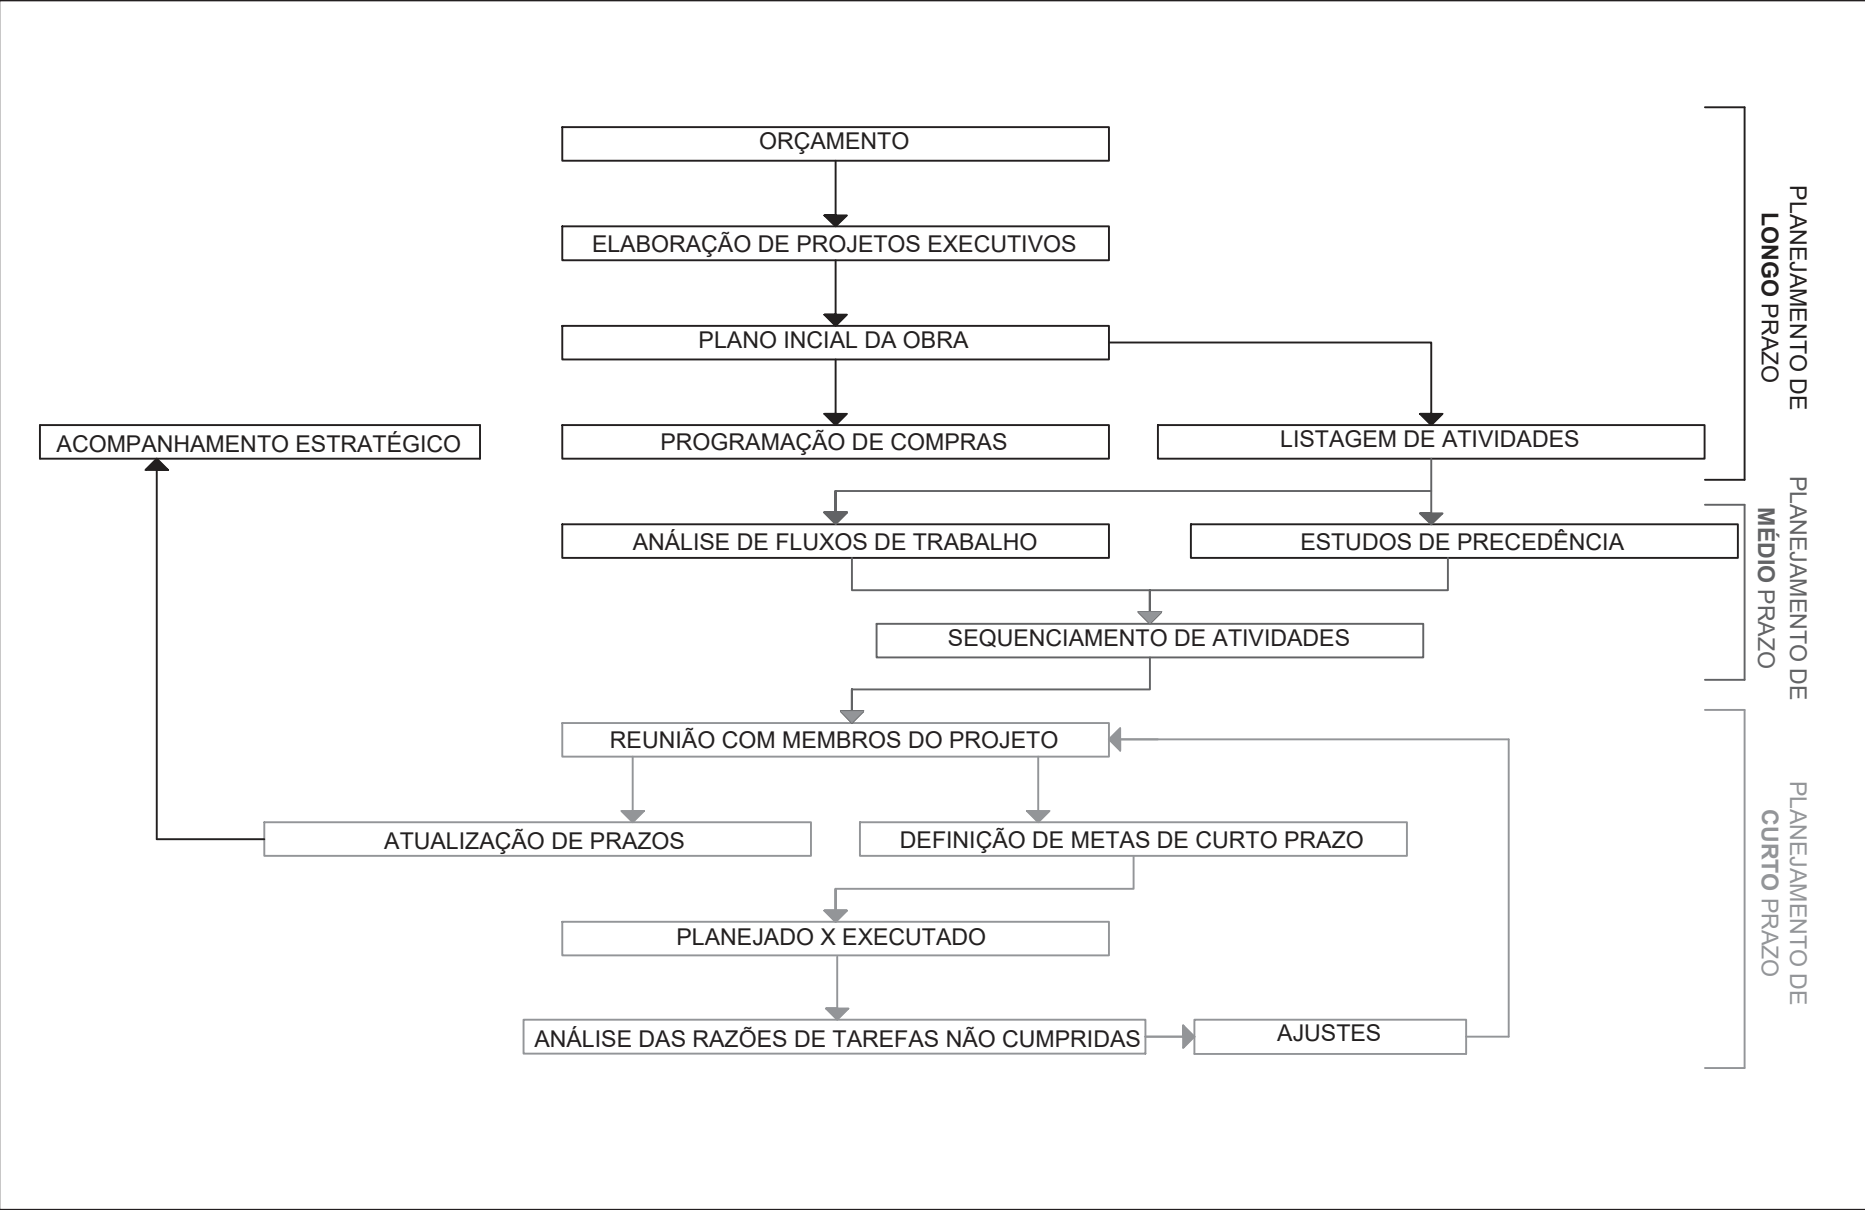 ORÇAMENTO
ELABORAÇÃO DE PROJETOS EXECUTIVOS
PLANO INCIAL DA OBRA
ACOMPANHAMENTO ESTRATÉGICO
PROGRAMAÇÃO DE COMPRAS
LISTAGEM DE ATIVIDADES
PLANEJAMENTO DE
LONGO PRAZO
ANÁLISE DE FLUXOS DE TRABALHO
ESTUDOS DE PRECEDÊNCIA
SEQUENCIAMENTO DE ATIVIDADES
PLANEJAMENTO DE
MÉDIO PRAZO
REUNIÃO COM MEMBROS DO PROJETO
ATUALIZAÇÃO DE PRAZOS
DEFINIÇÃO DE METAS DE CURTO PRAZO
PLANEJADO X EXECUTADO
ANÁLISE DAS RAZÕES DE TAREFAS NÃO CUMPRIDAS
AJUSTES
PLANEJAMENTO DE
CURTO PRAZO